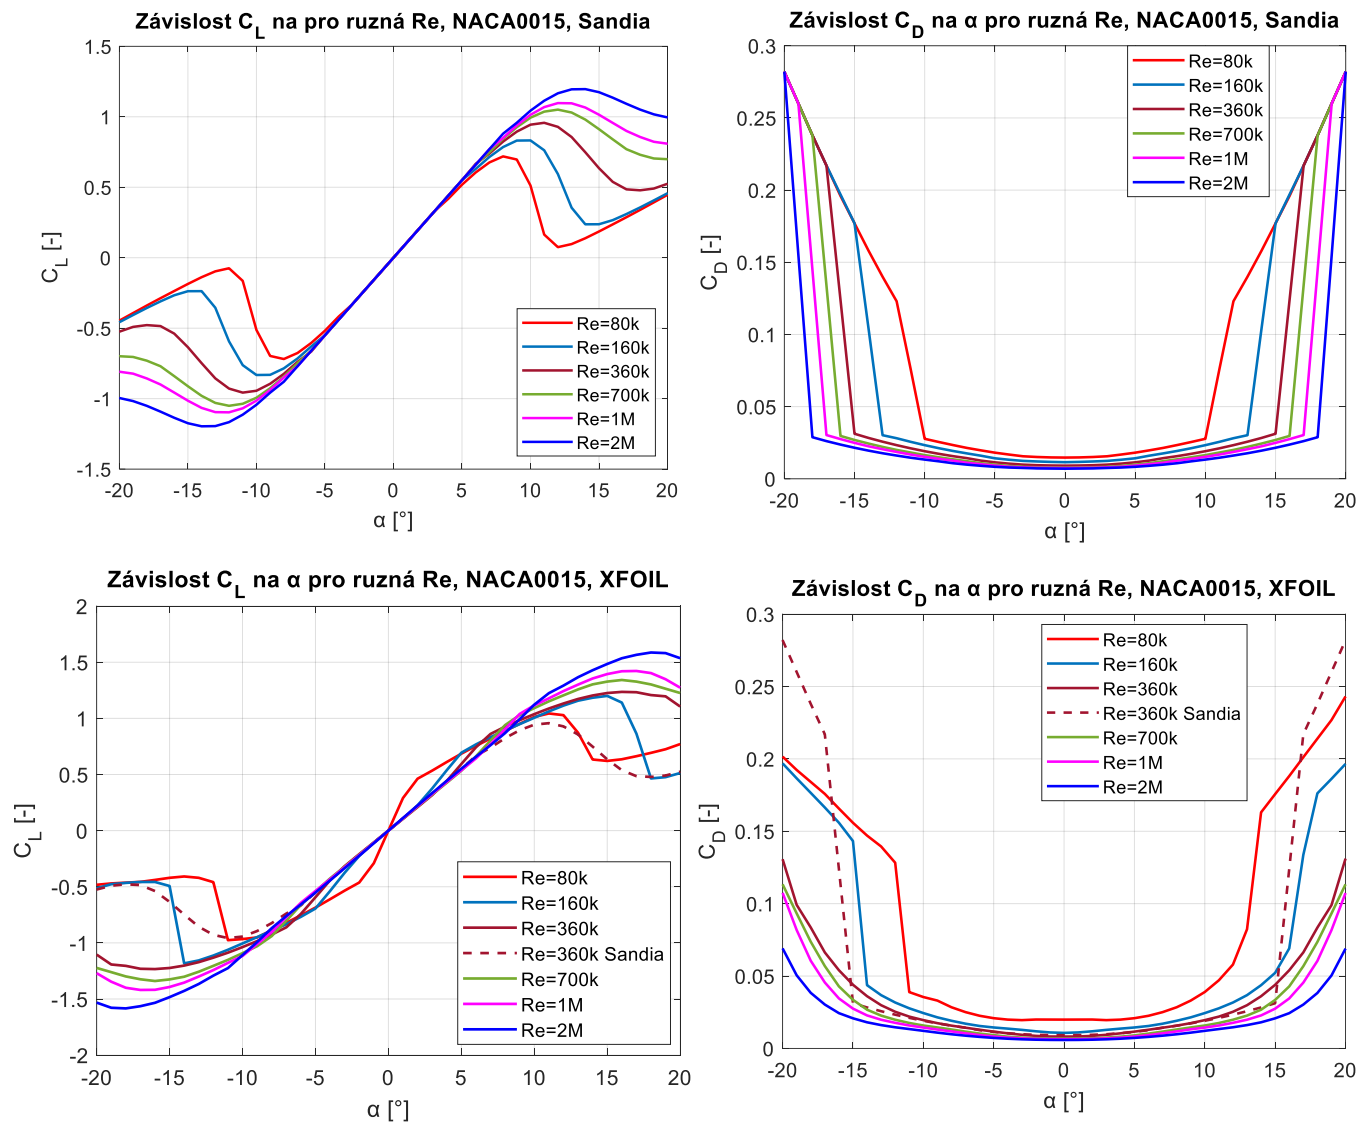 Závislost C_L na pro ruzná Re, NACA0015, Sandia
1.5
1
0.5
0
-0.5
-1
-1.5
C_L [-]
-20 -15 -10 -5 0 5 10 15 20
α [°]
Re=80k
Re=160k
Re=360k
Re=700k
Re=1M
Re=2M
Závislost C_D na α pro ruzná Re, NACA0015, Sandia
0.3
0.25
0.2
0.15
0.1
0.05
0
C_D [-]
-20 -15 -10 -5 0 5 10 15 20
α [°]
Re=80k
Re=160k
Re=360k
Re=700k
Re=1M
Re=2M
Závislost C_L na α pro ruzná Re, NACA0015, XFOIL
2
1.5
1
0.5
0
-0.5
-1
-1.5
-2
C_L [-]
-20 -15 -10 -5 0 5 10 15 20
α [°]
Re=80k
Re=160k
Re=360k
Re=360k Sandia
Re=700k
Re=1M
Re=2M
Závislost C_D na α pro ruzná Re, NACA0015, XFOIL
0.3
0.25
0.2
0.15
0.1
0.05
0
C_D [-]
-20 -15 -10 -5 0 5 10 15 20
α [°]
Re=80k
Re=160k
Re=360k
Re=360k Sandia
Re=700k
Re=1M
Re=2M